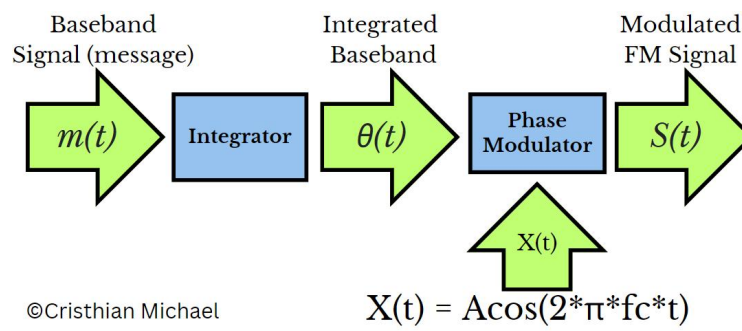 Baseband
Signal (message)
Integrated
Baseband
Modulated
FM Signal
m(t)
Integrator
θ(t)
Phase
Modulator
S(t)
X(t)
©Cristhian Michael
X(t) = Acos(2*π*fc*t)